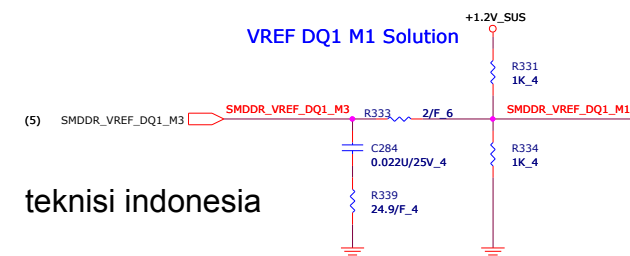 +1.2V_SUS
VREF DQ1 M1 Solution
R331
1K_4
(5) SMDDR_VREF_DQ1_M3 SMDDR_VREF_DQ1_M3 R333 2/F_6 SMDDR_VREF_DQ1_M1
C284
0.022U/25V_4
R334
1K_4
R339
24.9/F_4
teknisi indonesia